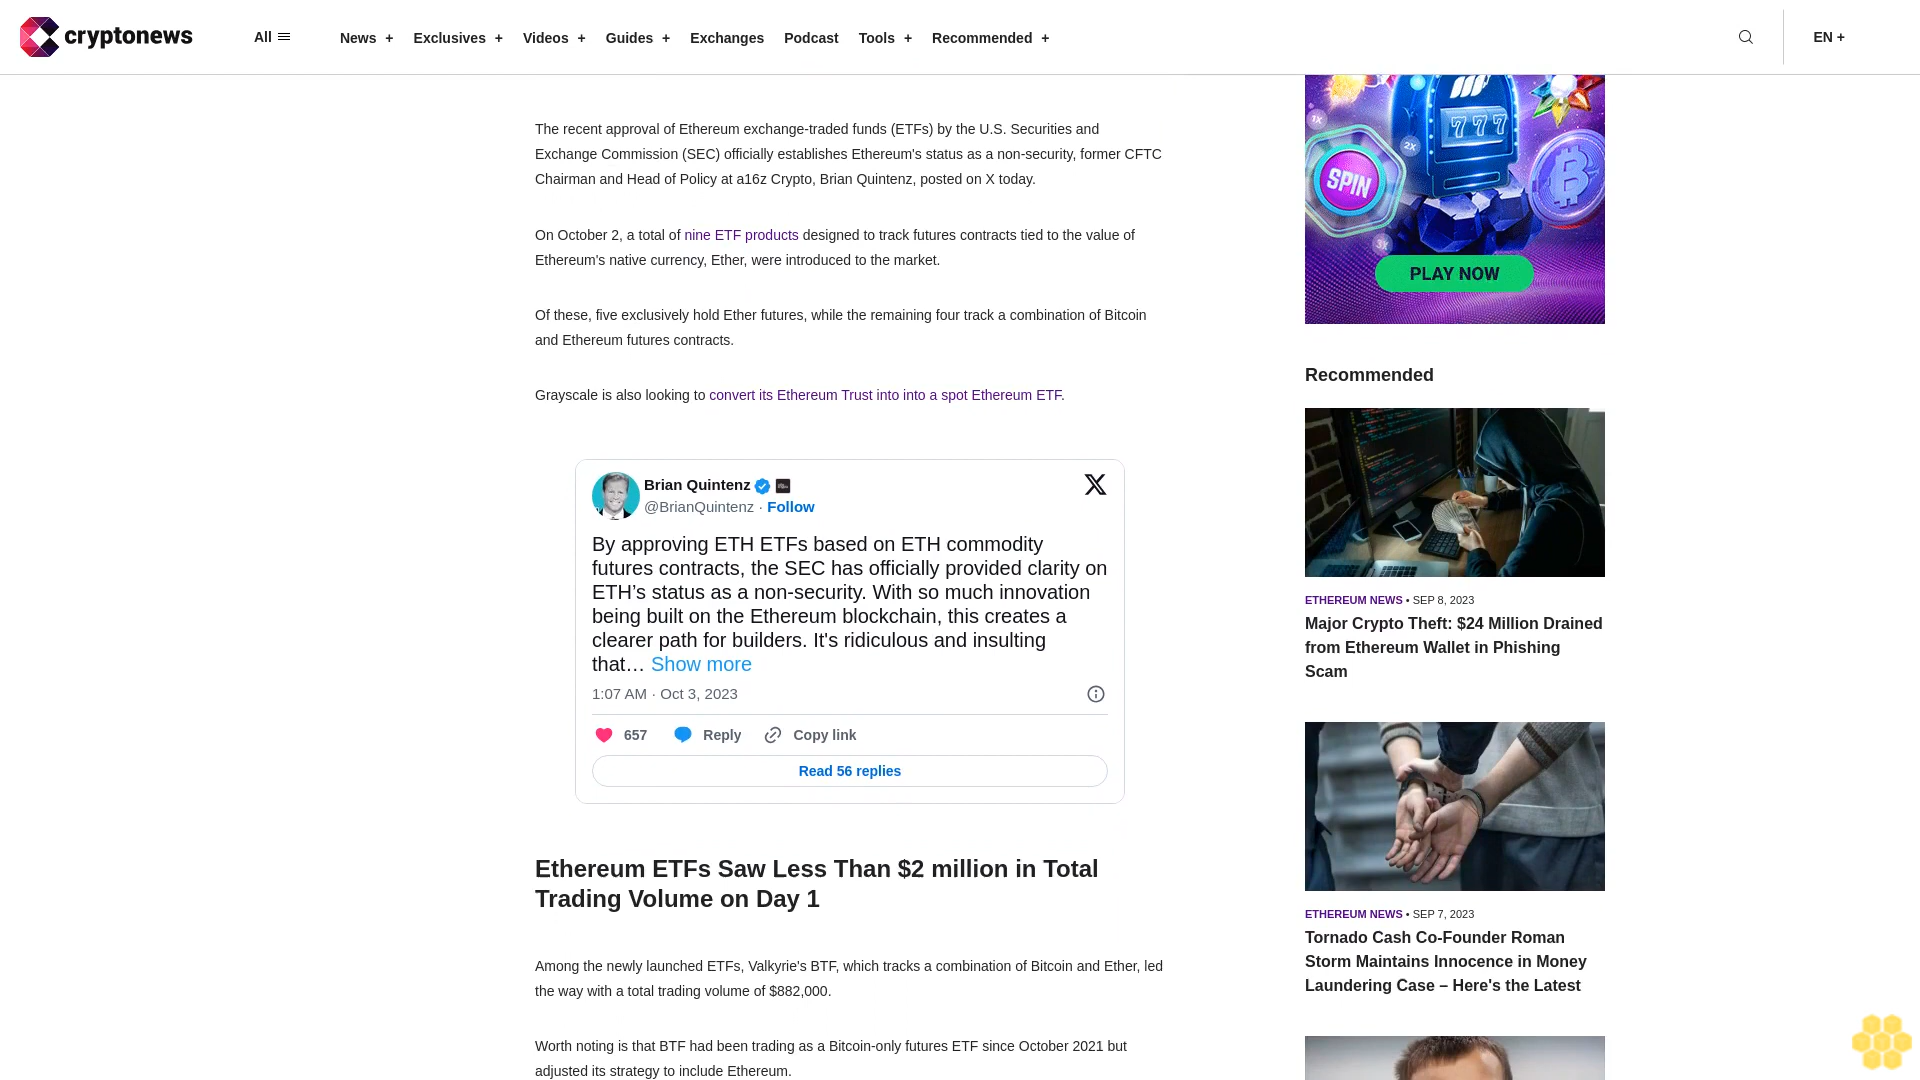 cryptonews
All
News +
Exclusives +
Videos +
Guides +
Exchanges
Podcast
Tools +
Recommended +
EN +
The recent approval of Ethereum exchange-traded funds (ETFs) by the U.S. Securities and
Exchange Commission (SEC) officially establishes Ethereum's status as a non-security, former CFTC
Chairman and Head of Policy at a16z Crypto, Brian Quintenz, posted on X today.
On October 2, a total of nine ETF products designed to track futures contracts tied to the value of
Ethereum's native currency, Ether, were introduced to the market.
Of these, five exclusively hold Ether futures, while the remaining four track a combination of Bitcoin
and Ethereum futures contracts.
Grayscale is also looking to convert its Ethereum Trust into into a spot Ethereum ETF.
Brian Quintenz
@BrianQuintenz · Follow
By approving ETH ETFs based on ETH commodity
futures contracts, the SEC has officially provided clarity on
ETH’s status as a non-security. With so much innovation
being built on the Ethereum blockchain, this creates a
clearer path for builders. It's ridiculous and insulting
that… Show more
1:07 AM · Oct 3, 2023
657
Reply
Copy link
Read 56 replies
Ethereum ETFs Saw Less Than $2 million in Total
Trading Volume on Day 1
Among the newly launched ETFs, Valkyrie's BTF, which tracks a combination of Bitcoin and Ether, led
the way with a total trading volume of $882,000.
Worth noting is that BTF had been trading as a Bitcoin-only futures ETF since October 2021 but
adjusted its strategy to include Ethereum.
1X
777
2X
SPIN
3X
PLAY NOW
Recommended
ETHEREUM NEWS • SEP 8, 2023
Major Crypto Theft: $24 Million Drained
from Ethereum Wallet in Phishing
Scam
ETHEREUM NEWS • SEP 7, 2023
Tornado Cash Co-Founder Roman
Storm Maintains Innocence in Money
Laundering Case – Here's the Latest